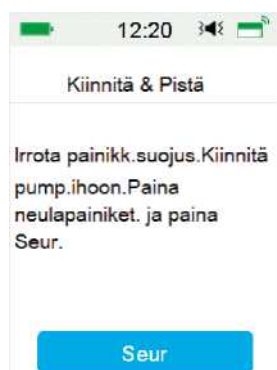 12:20
Kiinnitä & Pistä
Irrota painikk.suojus.Kiinnitä
pump.ihoon.Paina
neulapainiket. ja paina
Seur.
Seur